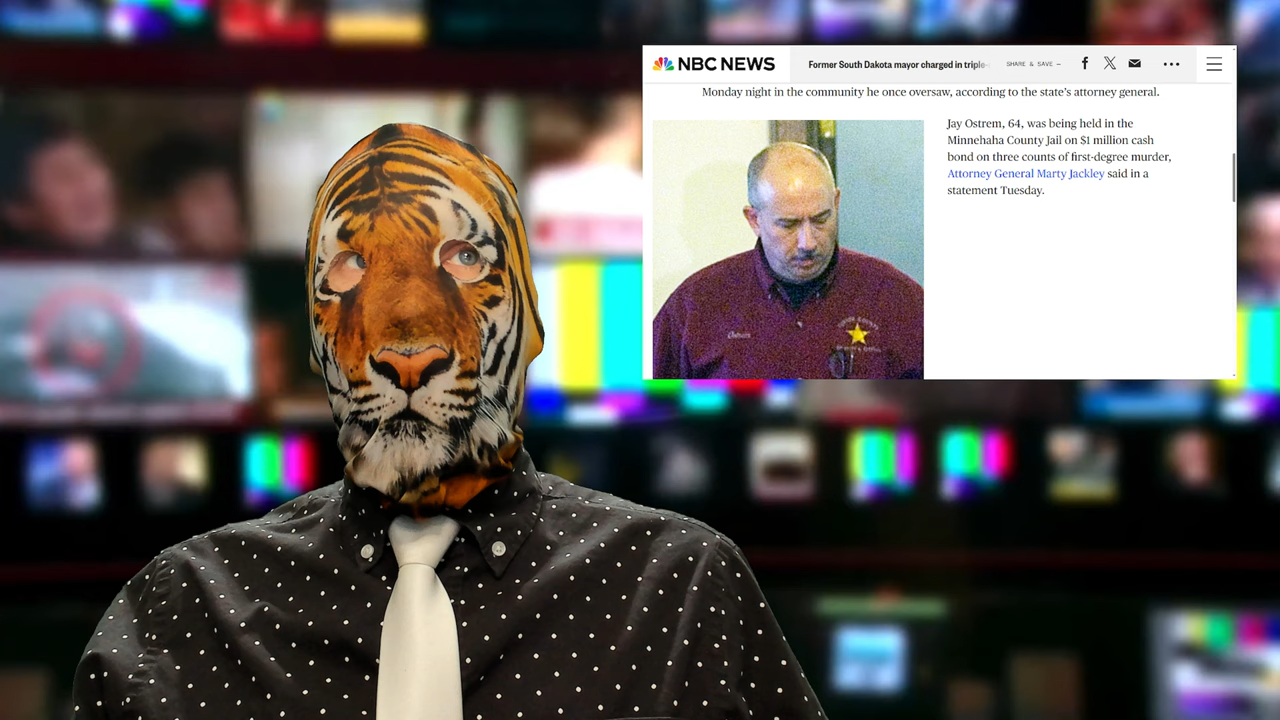 NBC NEWS
Former South Dakota mayor charged in triple-
SHARE & SAVE —
Monday night in the community he once oversaw, according to the state's attorney general.
Jay Ostrem, 64, was being held in the
Minnehaha County Jail on $1 million cash
bond on three counts of first-degree murder,
Attorney General Marty Jackley said in a
statement Tuesday.